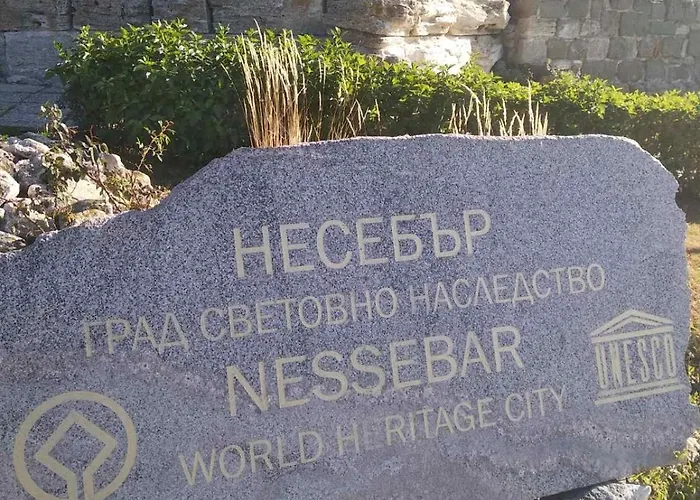 НЕСЕБЪР
ГРАД СВЕТОВНО НАСЛЕДСТВО
NESSEBAR
WORLD HERITAGE CITY
UNESCO